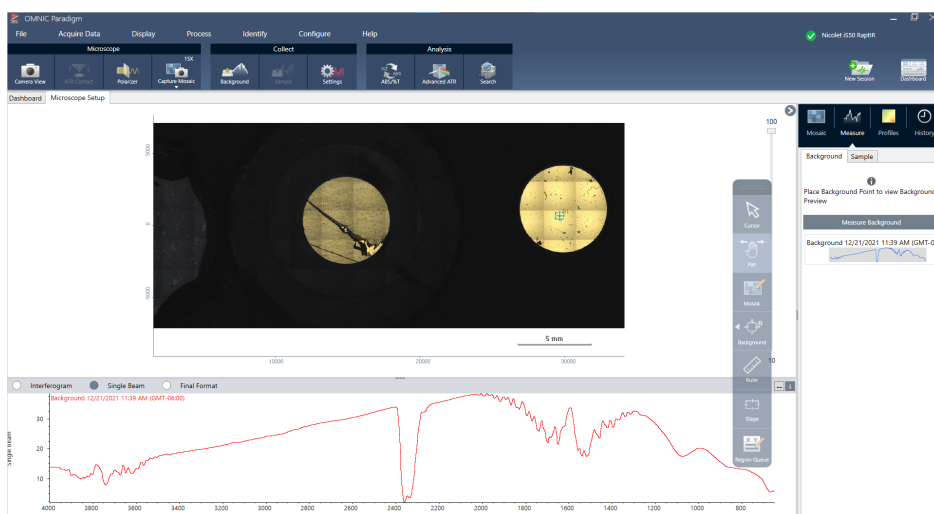 OMNIC Paradigm
File Acquire Data Display Process Identify Configure Help
Nicolet iS50 RaptIR
Microscope Collect Analysis
15X
Camera View ATR Contact Polarizer Capture Mosaic Background Sample Settings ABS/%T Advanced ATR Search
New Session Dashboard
Dashboard Microscope Setup
100
Mosaic Measure Profiles History
Background Sample
Place Background Point to view Background
Preview
Measure Background
Background 12/21/2021 11:39 AM (GMT-0
5000
0
-5000
5 mm
10000 20000 30000
10
Cursor
Pan
Mosaic
Background
Ruler
Stage
Region Queue
Interferogram Single Beam Final Format
Background 12/21/2021 11:39 AM (GMT-06:00)
Single Beam
30
20
10
4000 3800 3600 3400 3200 3000 2800 2600 2400 2200 2000 1800 1600 1400 1200 1000 800